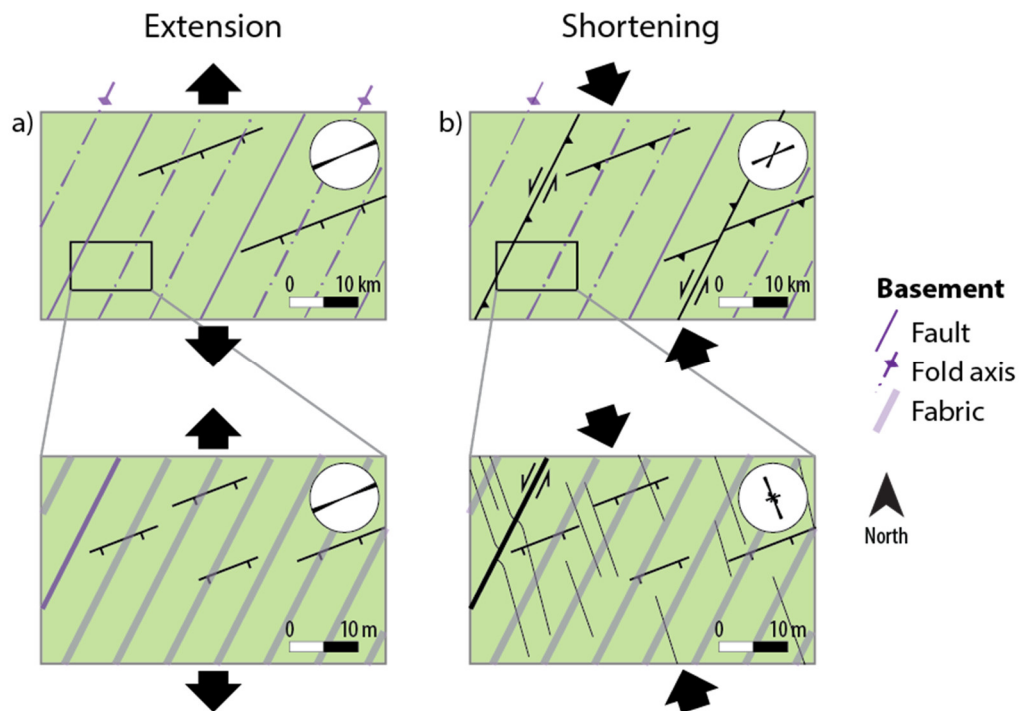 Extension
Shortening
a)
b)
0 10 km
0 10 km
Basement
Fault
Fold axis
Fabric
North
0 10 m
0 10 m